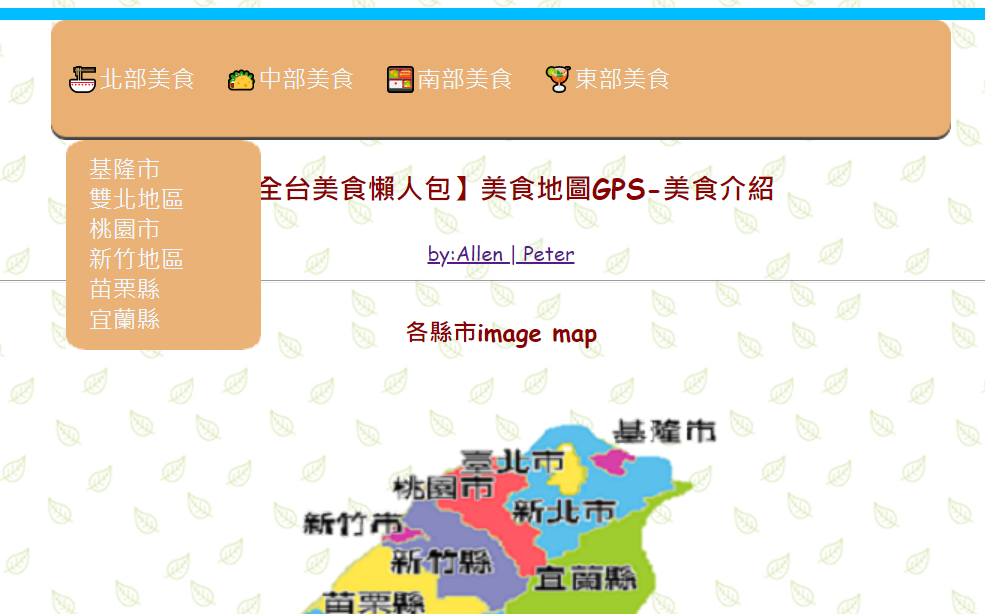 北部美食 中部美食 南部美食 東部美食
基隆市
雙北地區
桃園市
新竹地區
苗栗縣
宜蘭縣
全台美食懶人包】美食地圖GPS-美食介紹
by:Allen | Peter
各縣市image map
基隆市
臺北市
桃園市
新北市
新竹市
新竹縣
宜蘭縣
苗栗縣